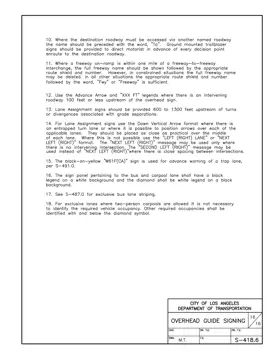 10. Where the destination roadway must be accessed via another named roadway
the name should be preceded with the word, "to". Ground mounted trailblazer
signs should be provided to direct motorist in advance of every decision point
enroute to the destination roadway.
11. Where a freeway on-ramp is within one mile of a freeway-to-freeway
interchange, the full freeway name should be shown followed by the appropriate
route shield and number. However, in constrained situations the full freeway name
may be deleted. In all other situations the appropriate route shield and number
followed by the word, "Fwy" or "Freeway" is sufficient.
12. Use the Advance Arrow and "XXX FT" legends where there is an intervening
roadway 100 feet or less upstream of the overhead sign.
13. Lane Assignment signs should be provided 600 to 1300 feet upstream of turns
or divergences associated with grade separations.
14. For Lane Assignment signs use the Down Vertical Arrow format where there is
an entrapped turn lane or where it is possible to position arrows over each of the
applicable lanes. They should be placed as close as practical over the middle
of each lane. Where this is not possible use the "LEFT (RIGHT) LANE" or "NEXT
LEFT (RIGHT)" format. The "NEXT LEFT (RIGHT)" message may be used only where
there is no intervening intersection. The "SECOND LEFT (RIGHT)" message may be
used instead of "NEXT LEFT (RIGHT)" where there is close spacing between intersections.
15. The black-on-yellow "W61F(CA)" sign is used for advance warning of a trap lane,
per S-491.0.
16. The sign panel pertaining to the bus and carpool lane shall have a black
legend on a white background and the diamond shall be white legend on a black
background.
17. See S-487.0 for exclusive bus lane striping.
18. For exclusive lanes where two-person carpools are allowed it is not necessary
to identify the required vehicle occupancy. Other required occupancies shall be
identified with and below the diamond symbol.
CITY OF LOS ANGELES
DEPARTMENT OF TRANSPORTATION
OVERHEAD GUIDE SIGNING
16
16
M.T.
S-418.6